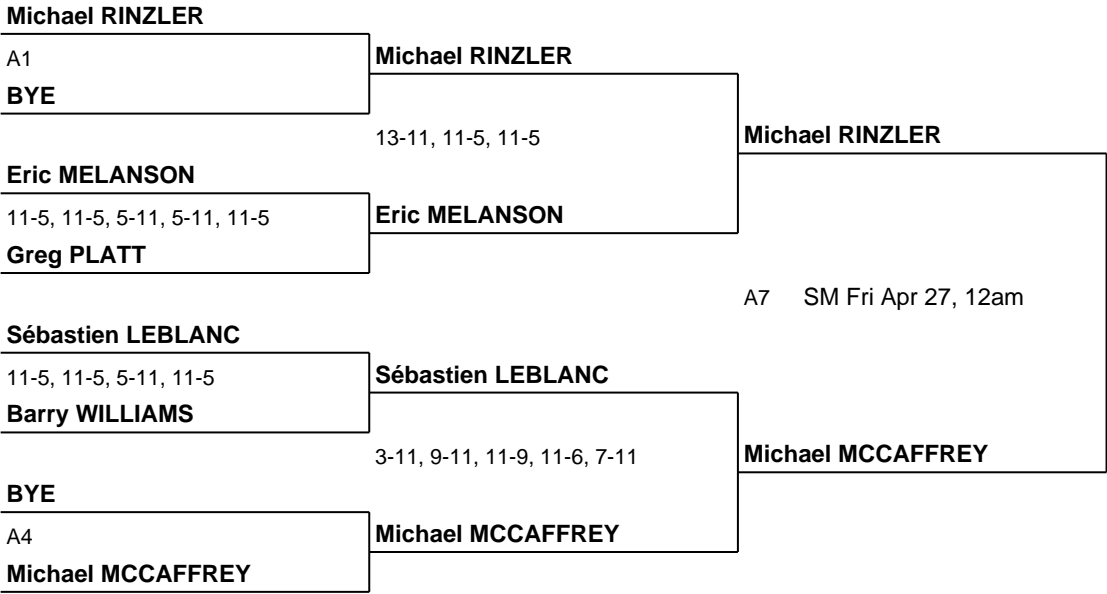 Michael RINZLER
A1
Michael RINZLER
BYE
13-11, 11-5, 11-5
Michael RINZLER
Eric MELANSON
11-5, 11-5, 5-11, 5-11, 11-5
Eric MELANSON
Greg PLATT
A7 SM Fri Apr 27, 12am
Sébastien LEBLANC
11-5, 11-5, 5-11, 11-5
Sébastien LEBLANC
Barry WILLIAMS
3-11, 9-11, 11-9, 11-6, 7-11
Michael MCCAFFREY
BYE
A4
Michael MCCAFFREY
Michael MCCAFFREY